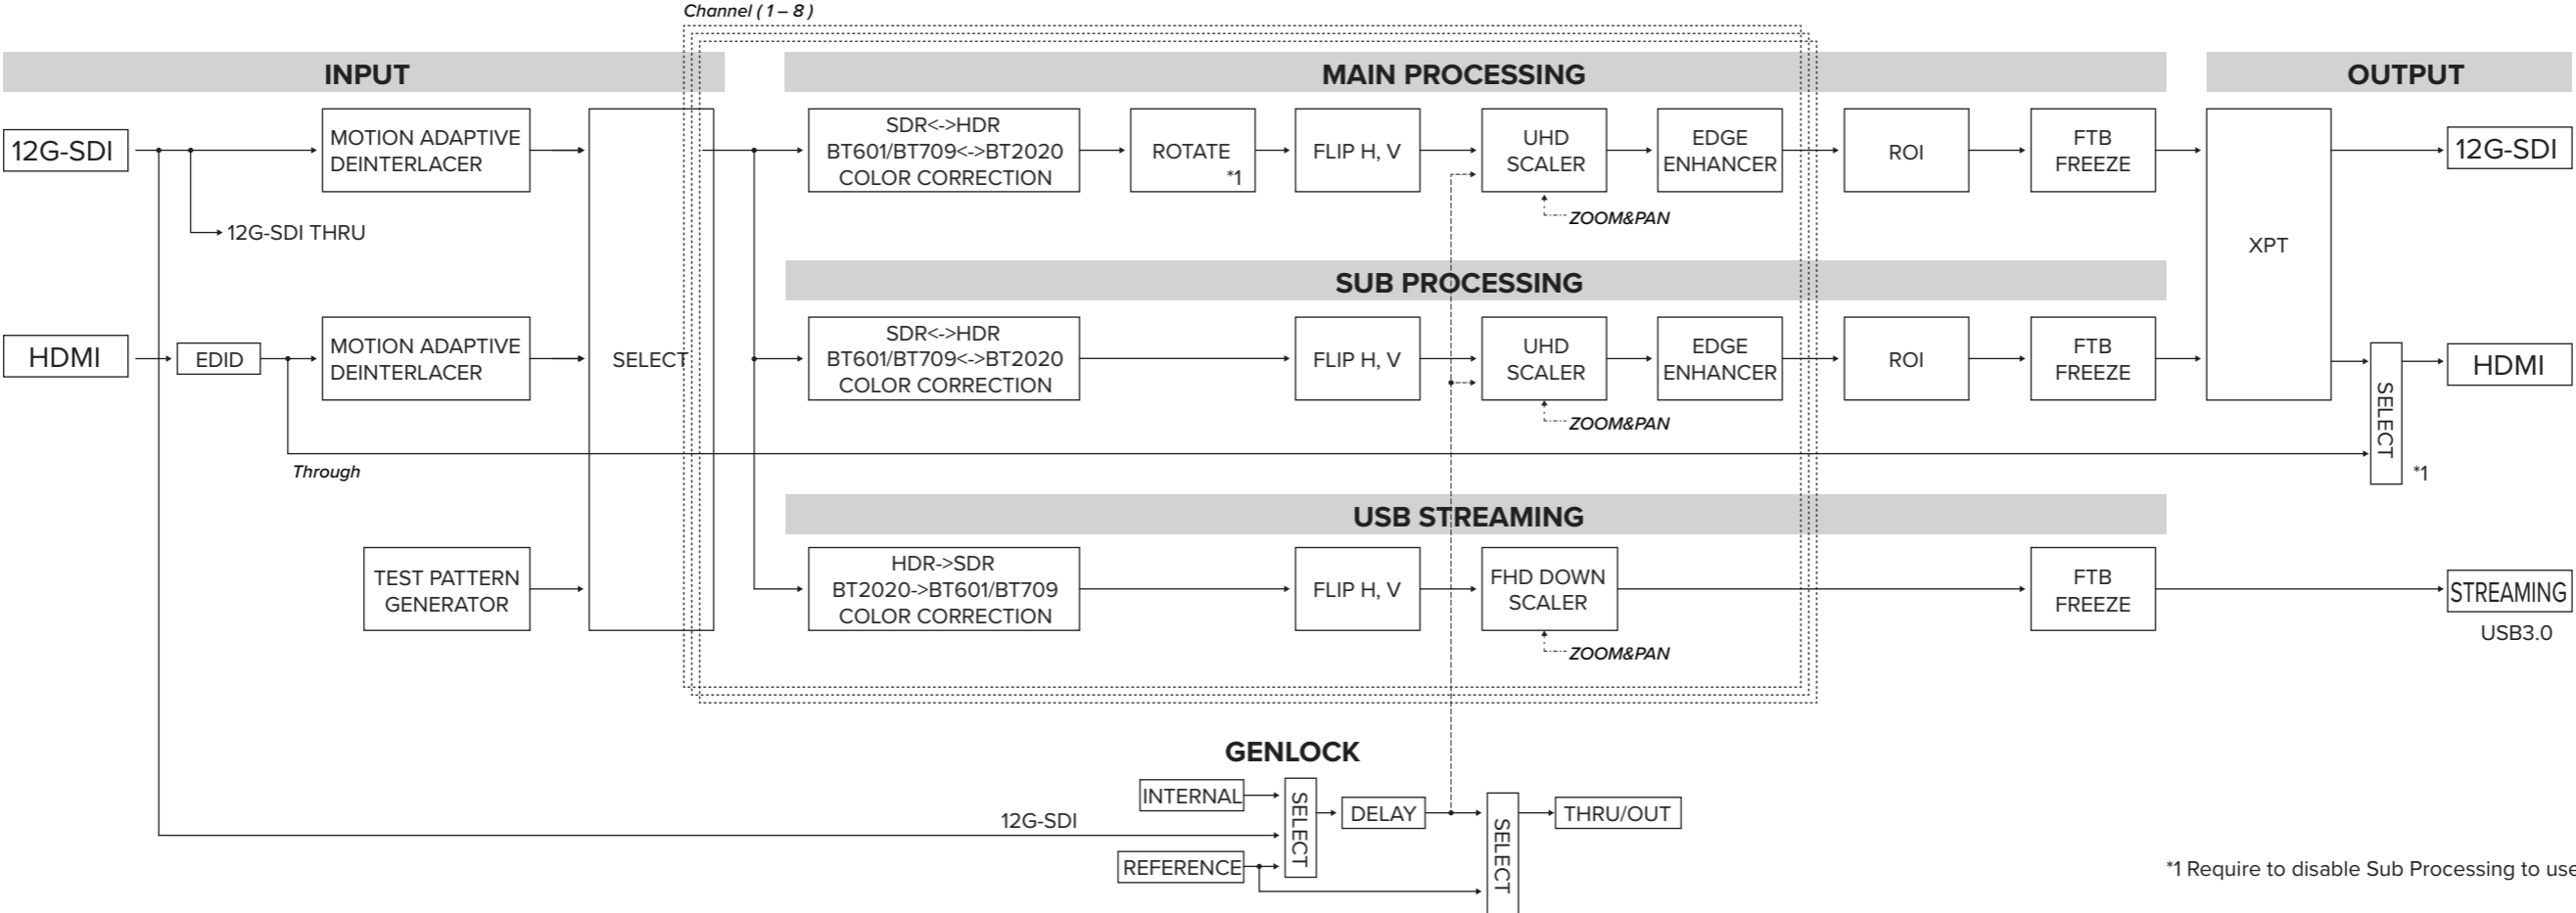 Channel ( 1 – 8 )
INPUT
MAIN PROCESSING
OUTPUT
12G-SDI
MOTION ADAPTIVE
DEINTERLACER
12G-SDI THRU
SDR<->HDR
BT601/BT709<->BT2020
COLOR CORRECTION
ROTATE
*1
FLIP H, V
UHD
SCALER
ZOOM&PAN
EDGE
ENHANCER
ROI
FTB
FREEZE
XPT
12G-SDI
SUB PROCESSING
HDMI
EDID
MOTION ADAPTIVE
DEINTERLACER
Through
SELECT
SDR<->HDR
BT601/BT709<->BT2020
COLOR CORRECTION
FLIP H, V
UHD
SCALER
ZOOM&PAN
EDGE
ENHANCER
ROI
FTB
FREEZE
SELECT
*1
HDMI
USB STREAMING
TEST PATTERN
GENERATOR
HDR->SDR
BT2020->BT601/BT709
COLOR CORRECTION
FLIP H, V
FHD DOWN
SCALER
ZOOM&PAN
FTB
FREEZE
STREAMING
USB3.0
GENLOCK
INTERNAL
12G-SDI
REFERENCE
SELECT
DELAY
SELECT
THRU/OUT
*1 Require to disable Sub Processing to use